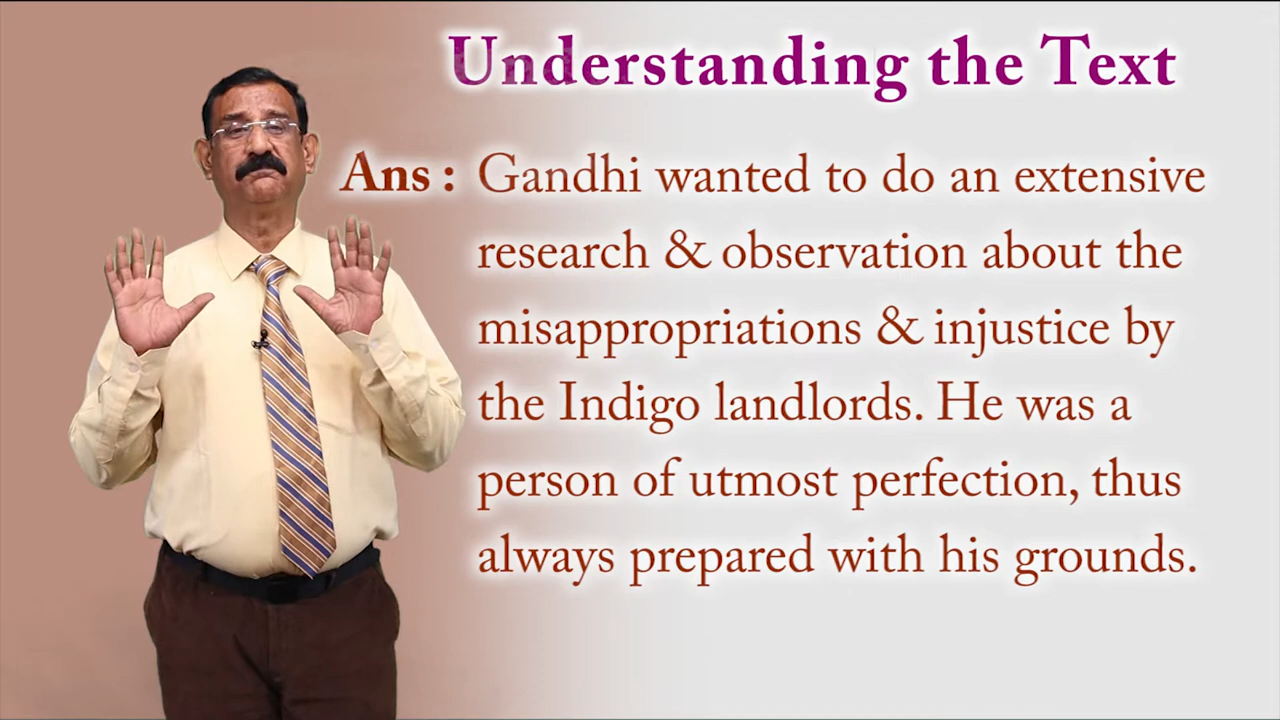 Understanding the Text
Ans : Gandhi wanted to do an extensive
research & observation about the
misappropriations & injustice by
the Indigo landlords. He was a
person of utmost perfection, thus
always prepared with his grounds.